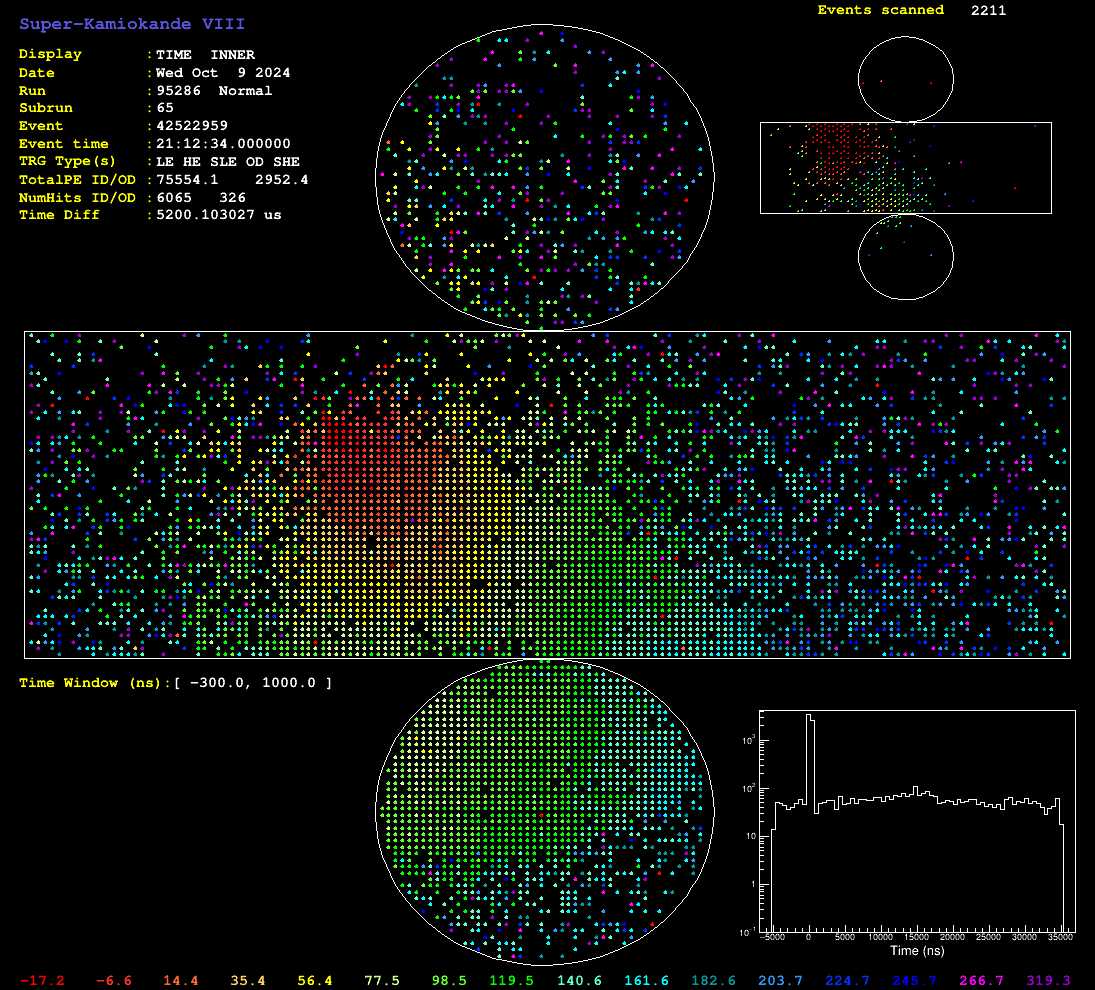 Super-Kamiokande VIII
Display :TIME INNER
Date :Wed Oct 9 2024
Run :95286 Normal
Subrun :65
Event :42522959
Event time :21:12:34.000000
TRG Type(s) :LE HE SLE OD SHE
TotalPE ID/OD :75554.1 2952.4
NumHits ID/OD :6065 326
Time Diff :5200.103027 us
Events scanned 2211
Time Window (ns):[ -300.0, 1000.0 ]
10^3
10^2
10
1
10^-1
-5000 0 5000 10000 15000 20000 25000 30000 35000
Time (ns)
-17.2 -6.6 14.4 35.4 56.4 77.5 98.5 119.5 140.6 161.6 182.6 203.7 224.7 245.7 266.7 319.3